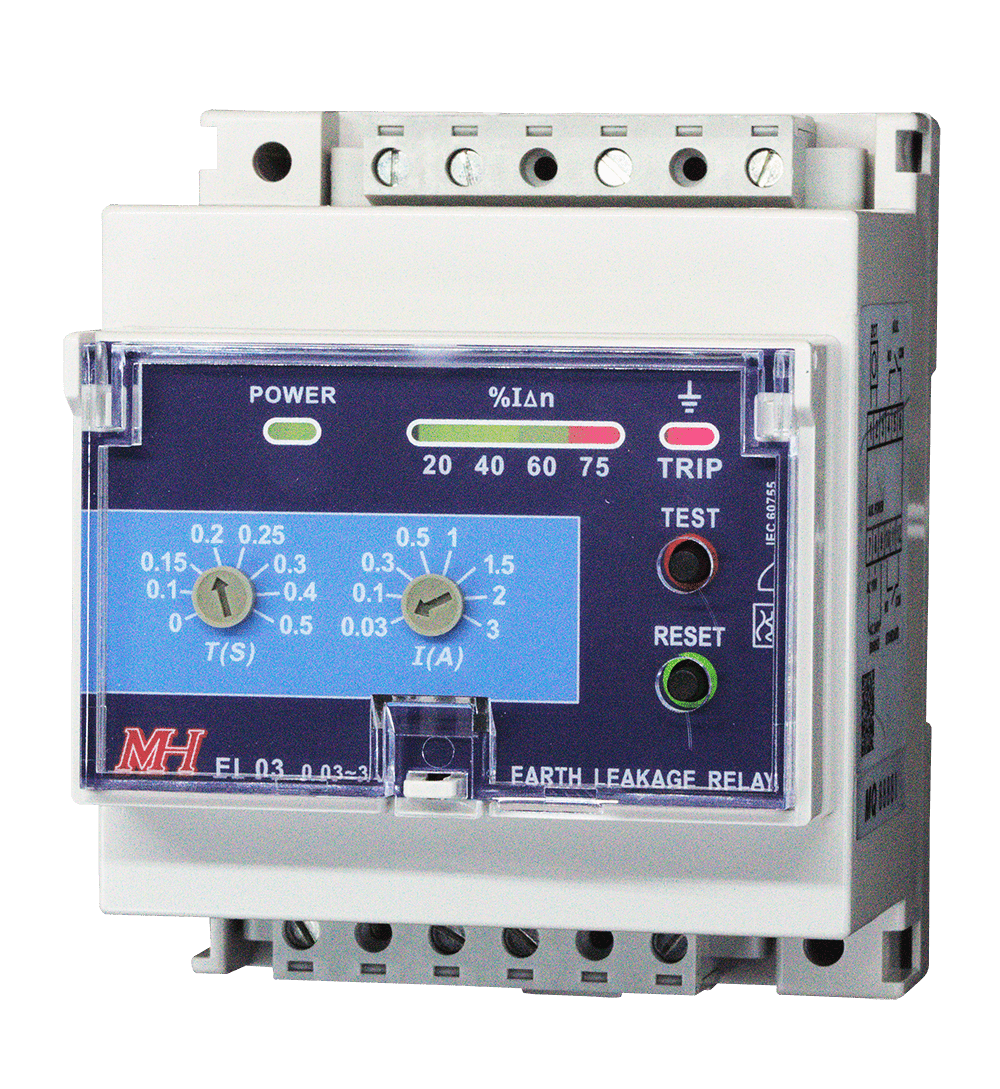 POWER
%I∆n
20 40 60 75
TRIP
TEST
IEC 60755
0.2 0.25
0.15 0.3
0.1 0.4
0 0.5
T(S)
0.5 1
0.3 1.5
0.1 2
0.03 3
I(A)
RESET
MH EL 03 0.03~3
EARTH LEAKAGE RELAY